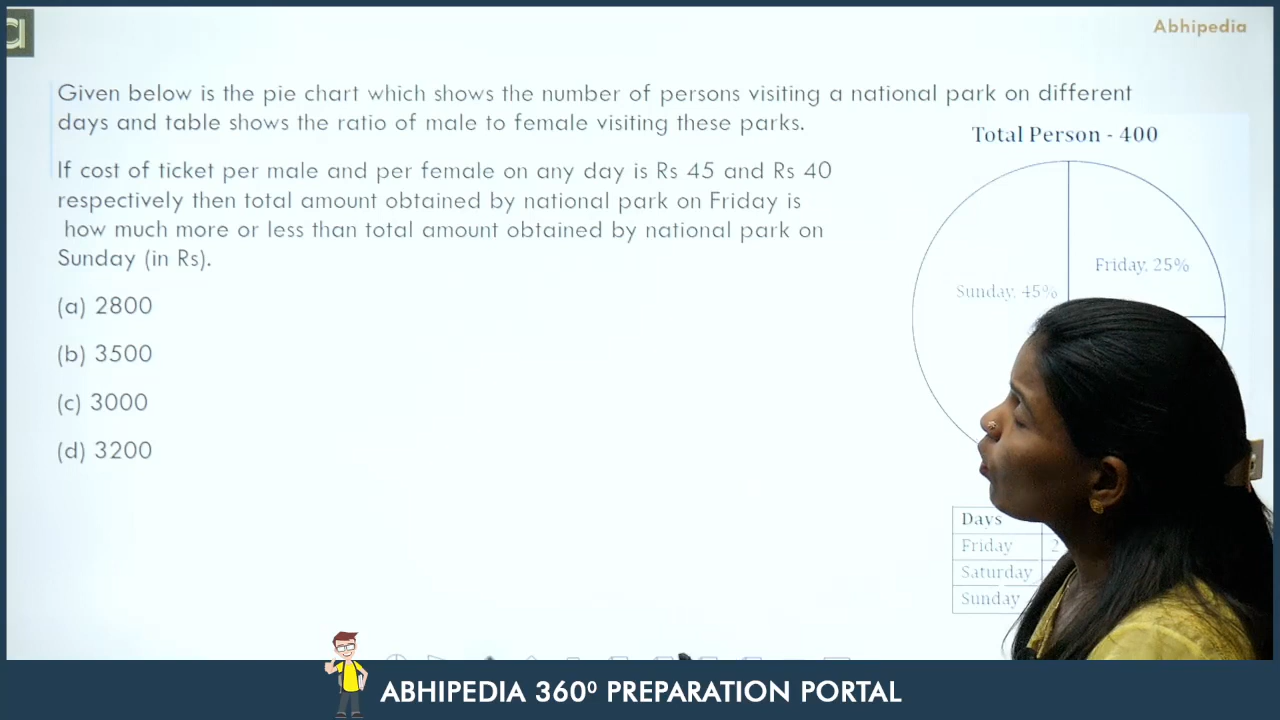 a
Abhipedia
Given below is the pie chart which shows the number of persons visiting a national park on different
days and table shows the ratio of male to female visiting these parks.
Total Person - 400
If cost of ticket per male and per female on any day is Rs 45 and Rs 40
respectively then total amount obtained by national park on Friday is
how much more or less than total amount obtained by national park on
Sunday (in Rs).
Friday, 25%
Sunday, 45%
(a) 2800
(b) 3500
(c) 3000
(d) 3200
Days
Friday 2
Saturday
Sunday
ABHIPEDIA 360⁰ PREPARATION PORTAL